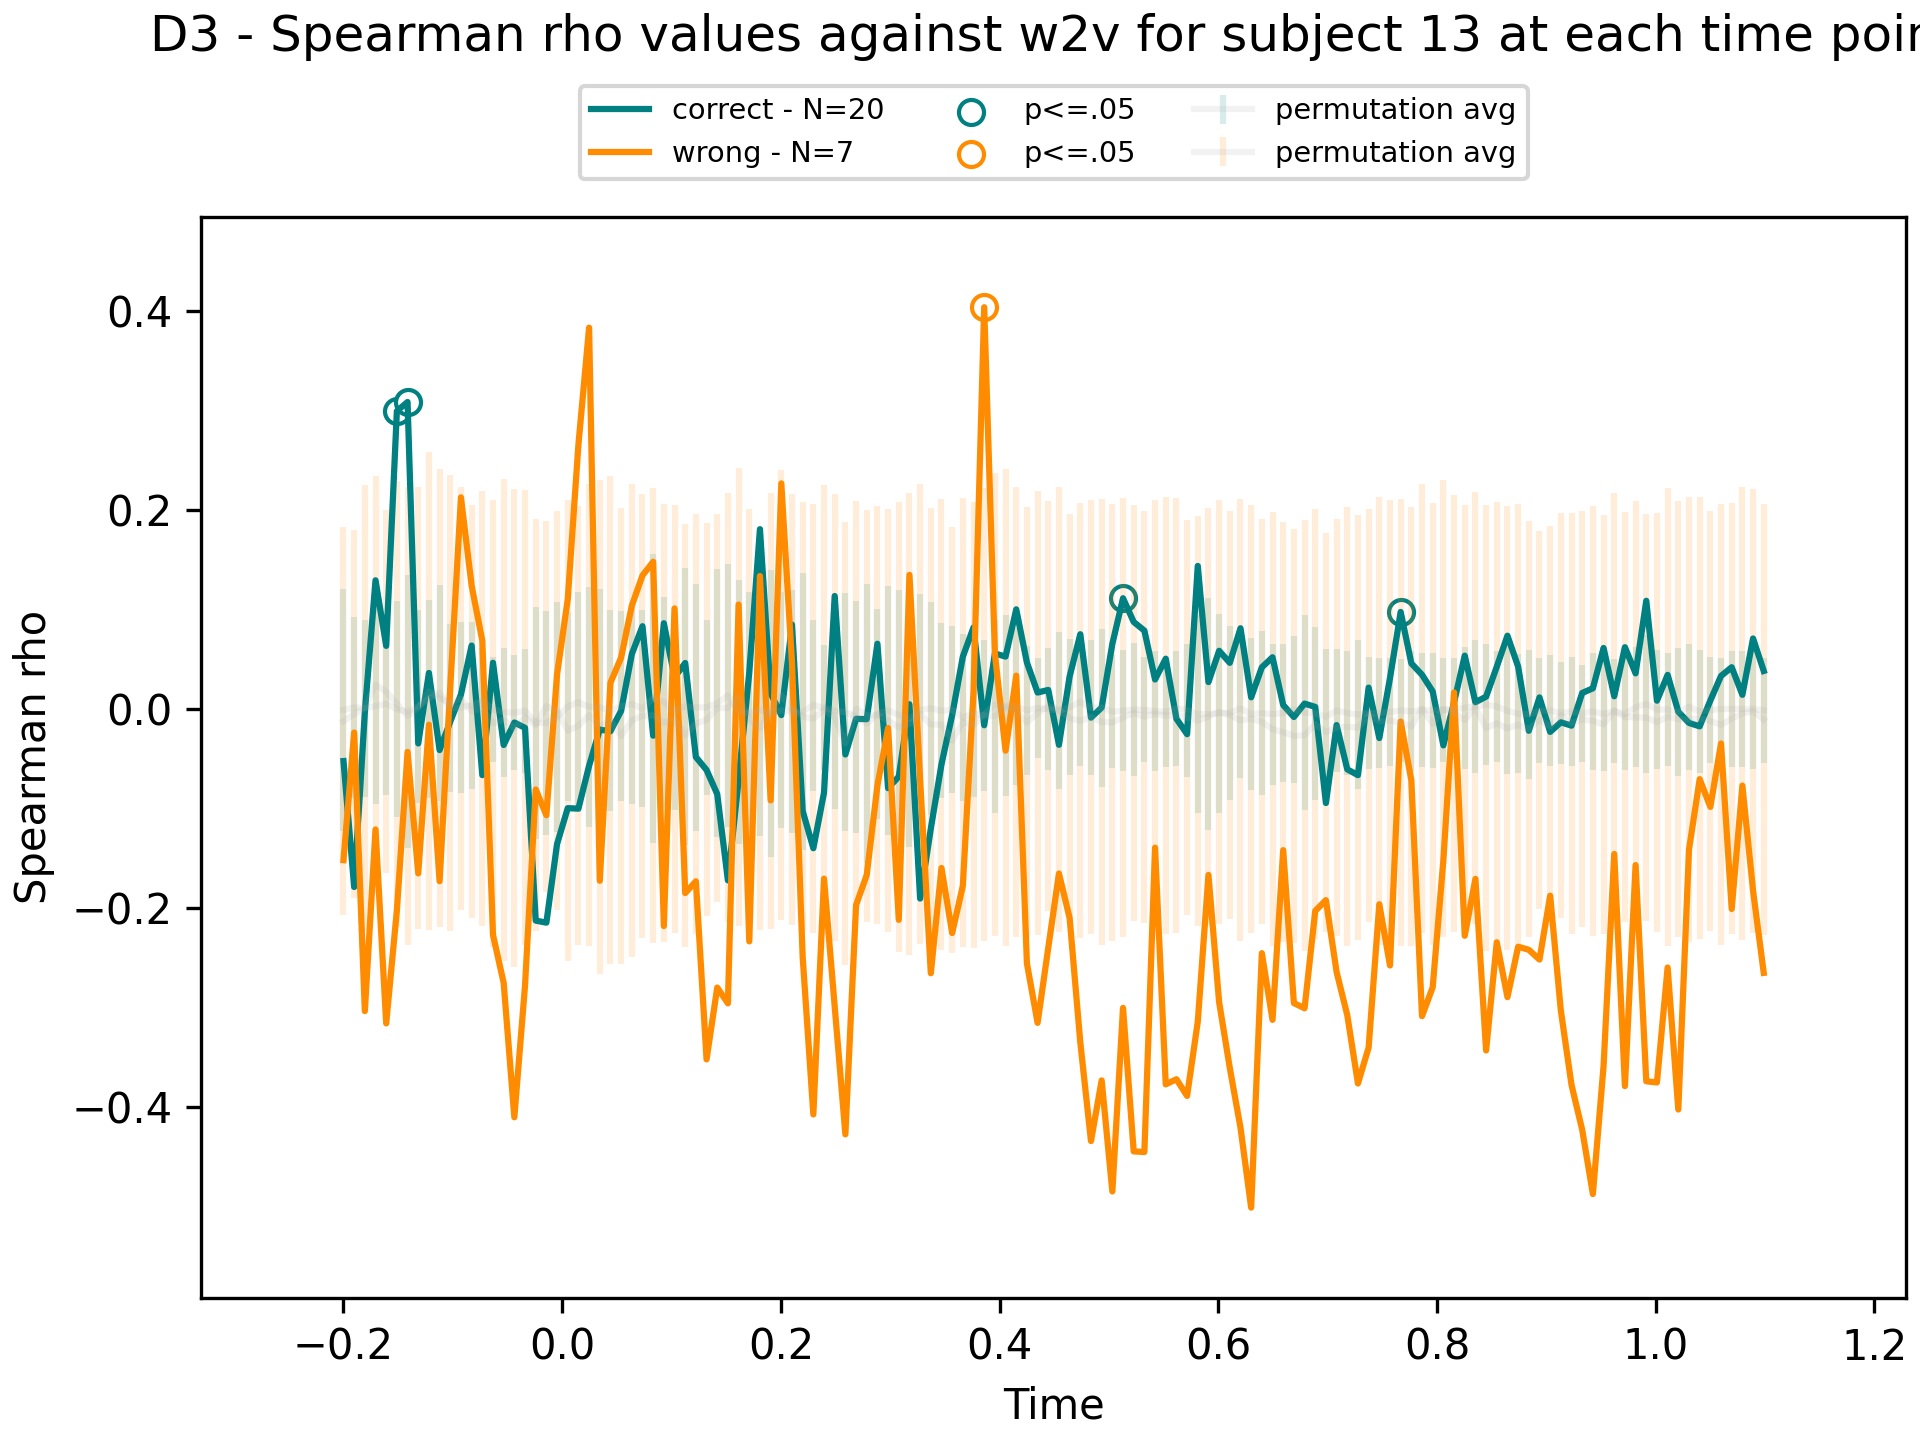 D3 - Spearman rho values against w2v for subject 13 at each time
correct - N=20 p<=.05 permutation avg
wrong - N=7 p<=.05 permutation avg
Spearman rho
0.4
0.2
0.0
−0.2
−0.4
−0.2 0.0 0.2 0.4 0.6 0.8 1.0 1.2
Time